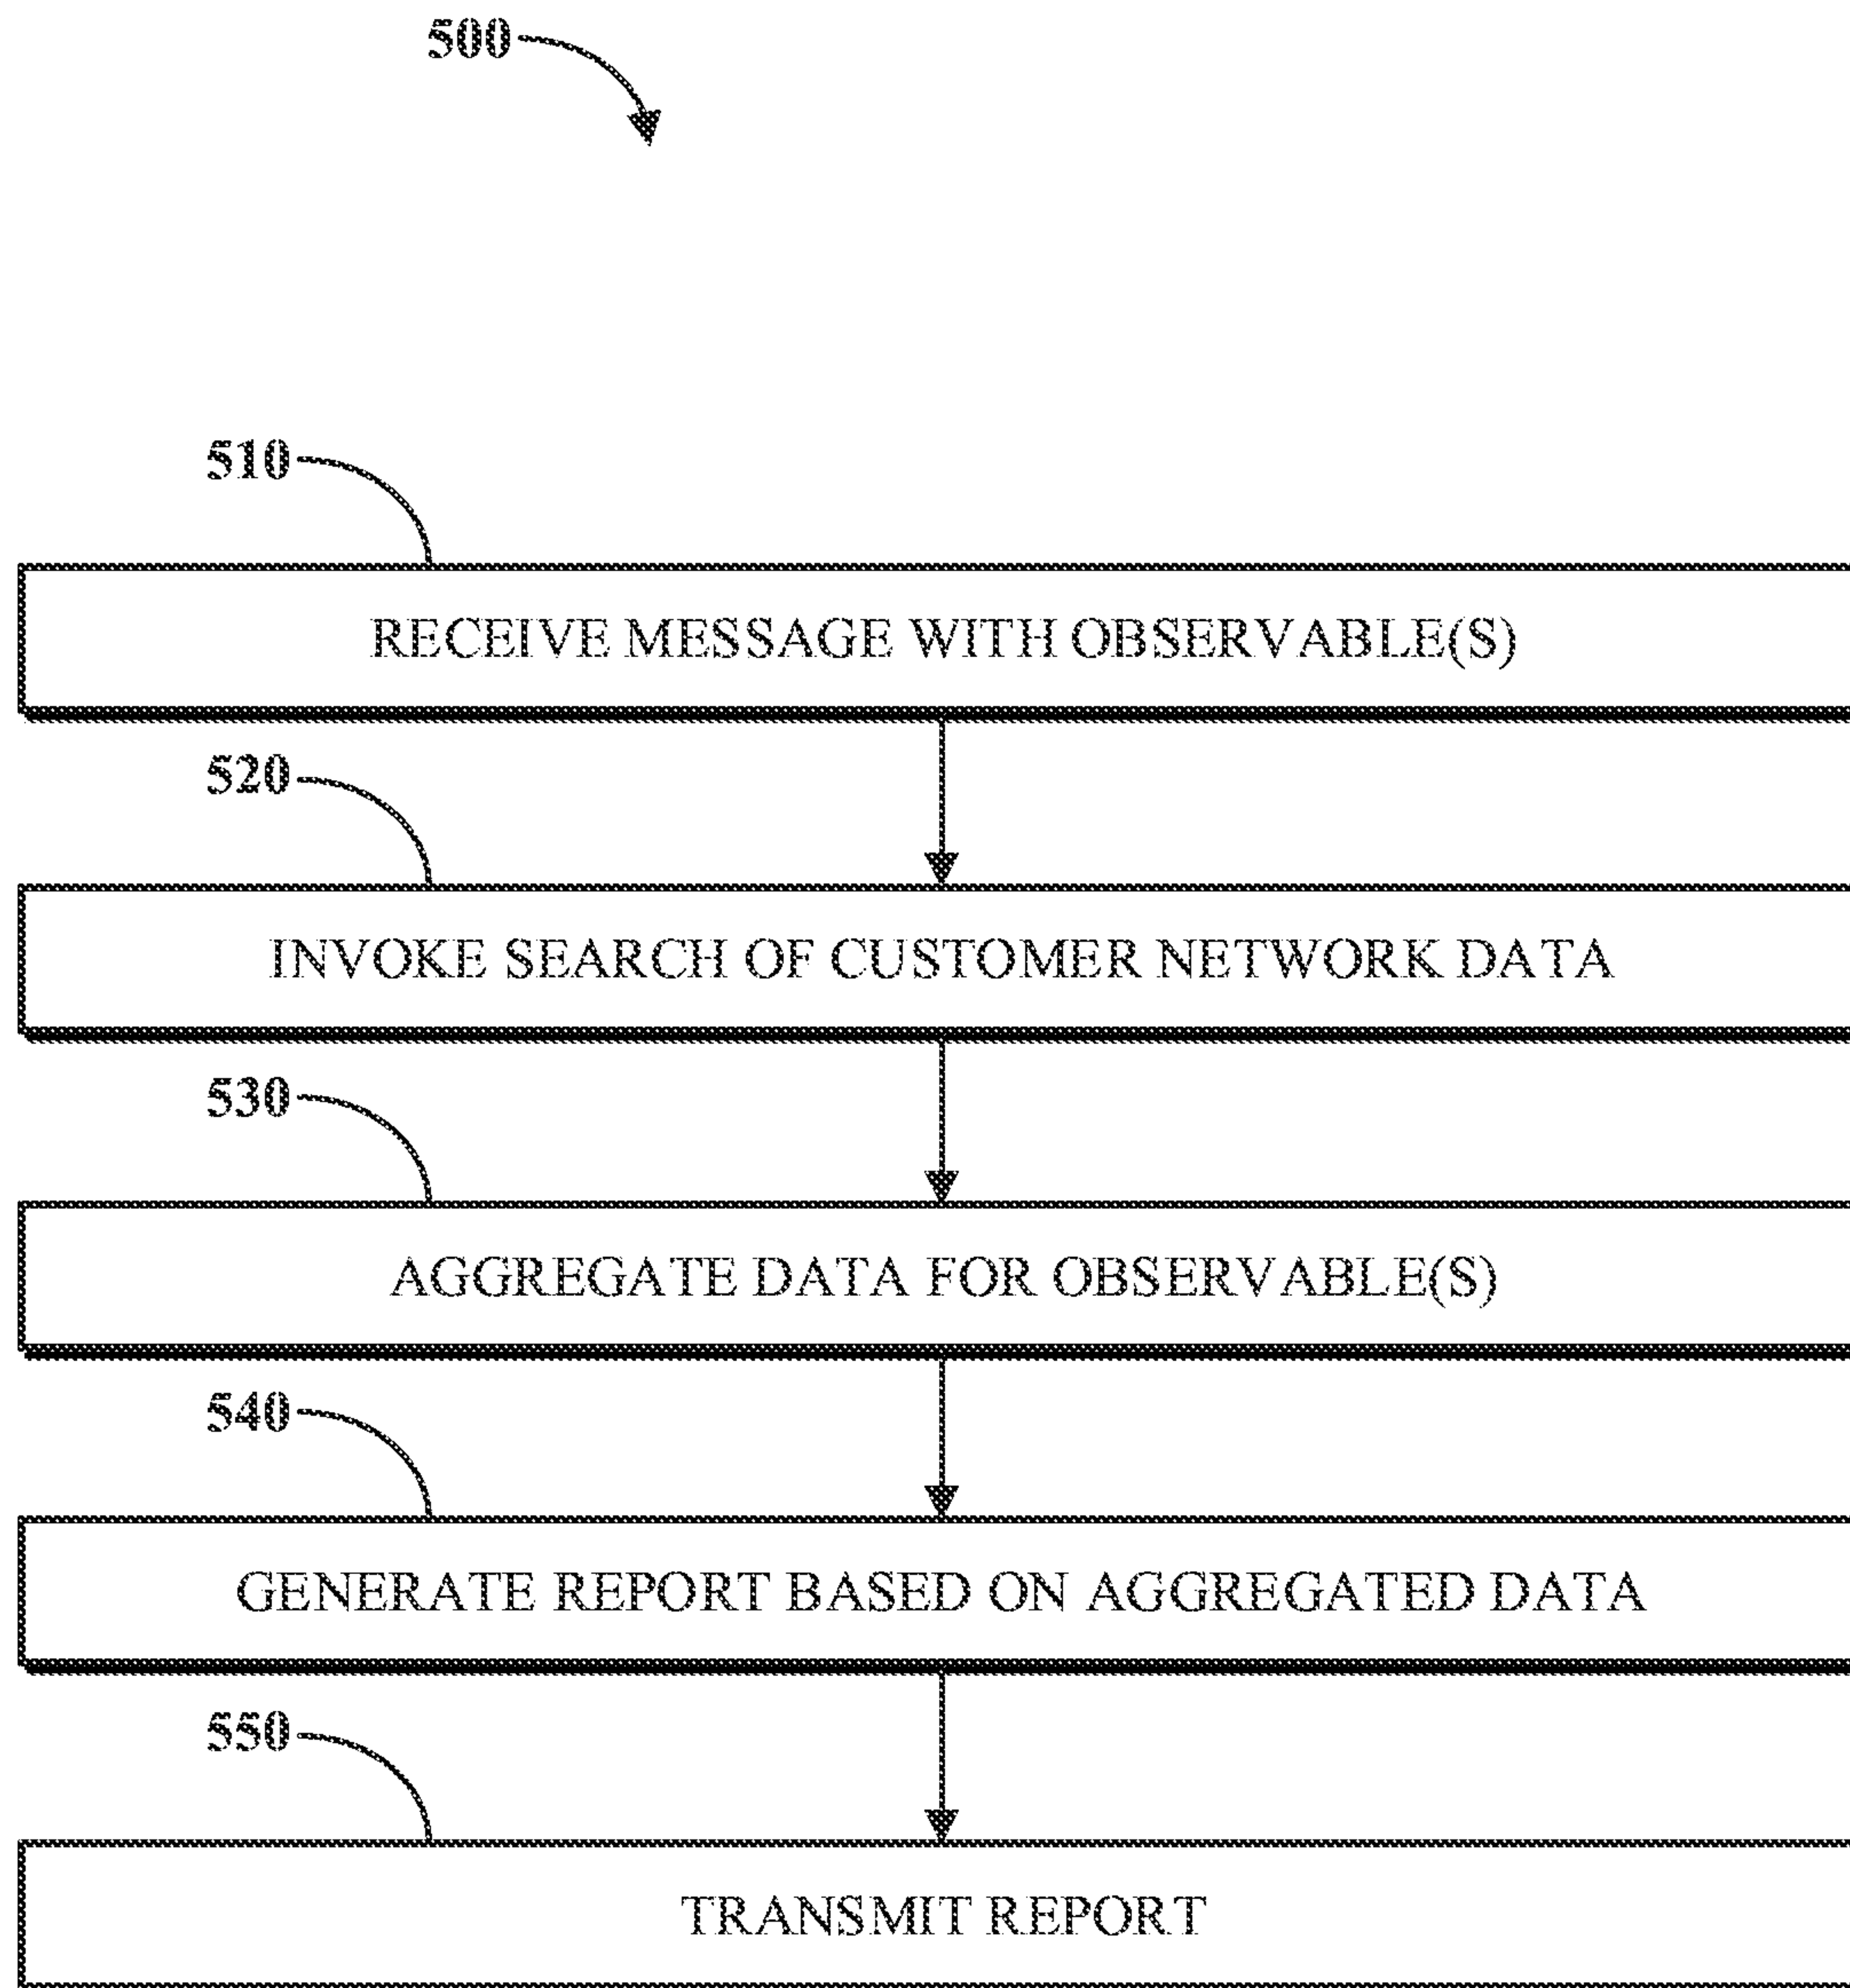 500
510
RECEIVE MESSAGE WITH OBSERVABLE(S)
520
INVOKE SEARCH OF CUSTOMER NETWORK DATA
530
AGGREGATE DATA FOR OBSERVABLE(S)
540
GENERATE REPORT BASED ON AGGREGATED DATA
550
TRANSMIT REPORT